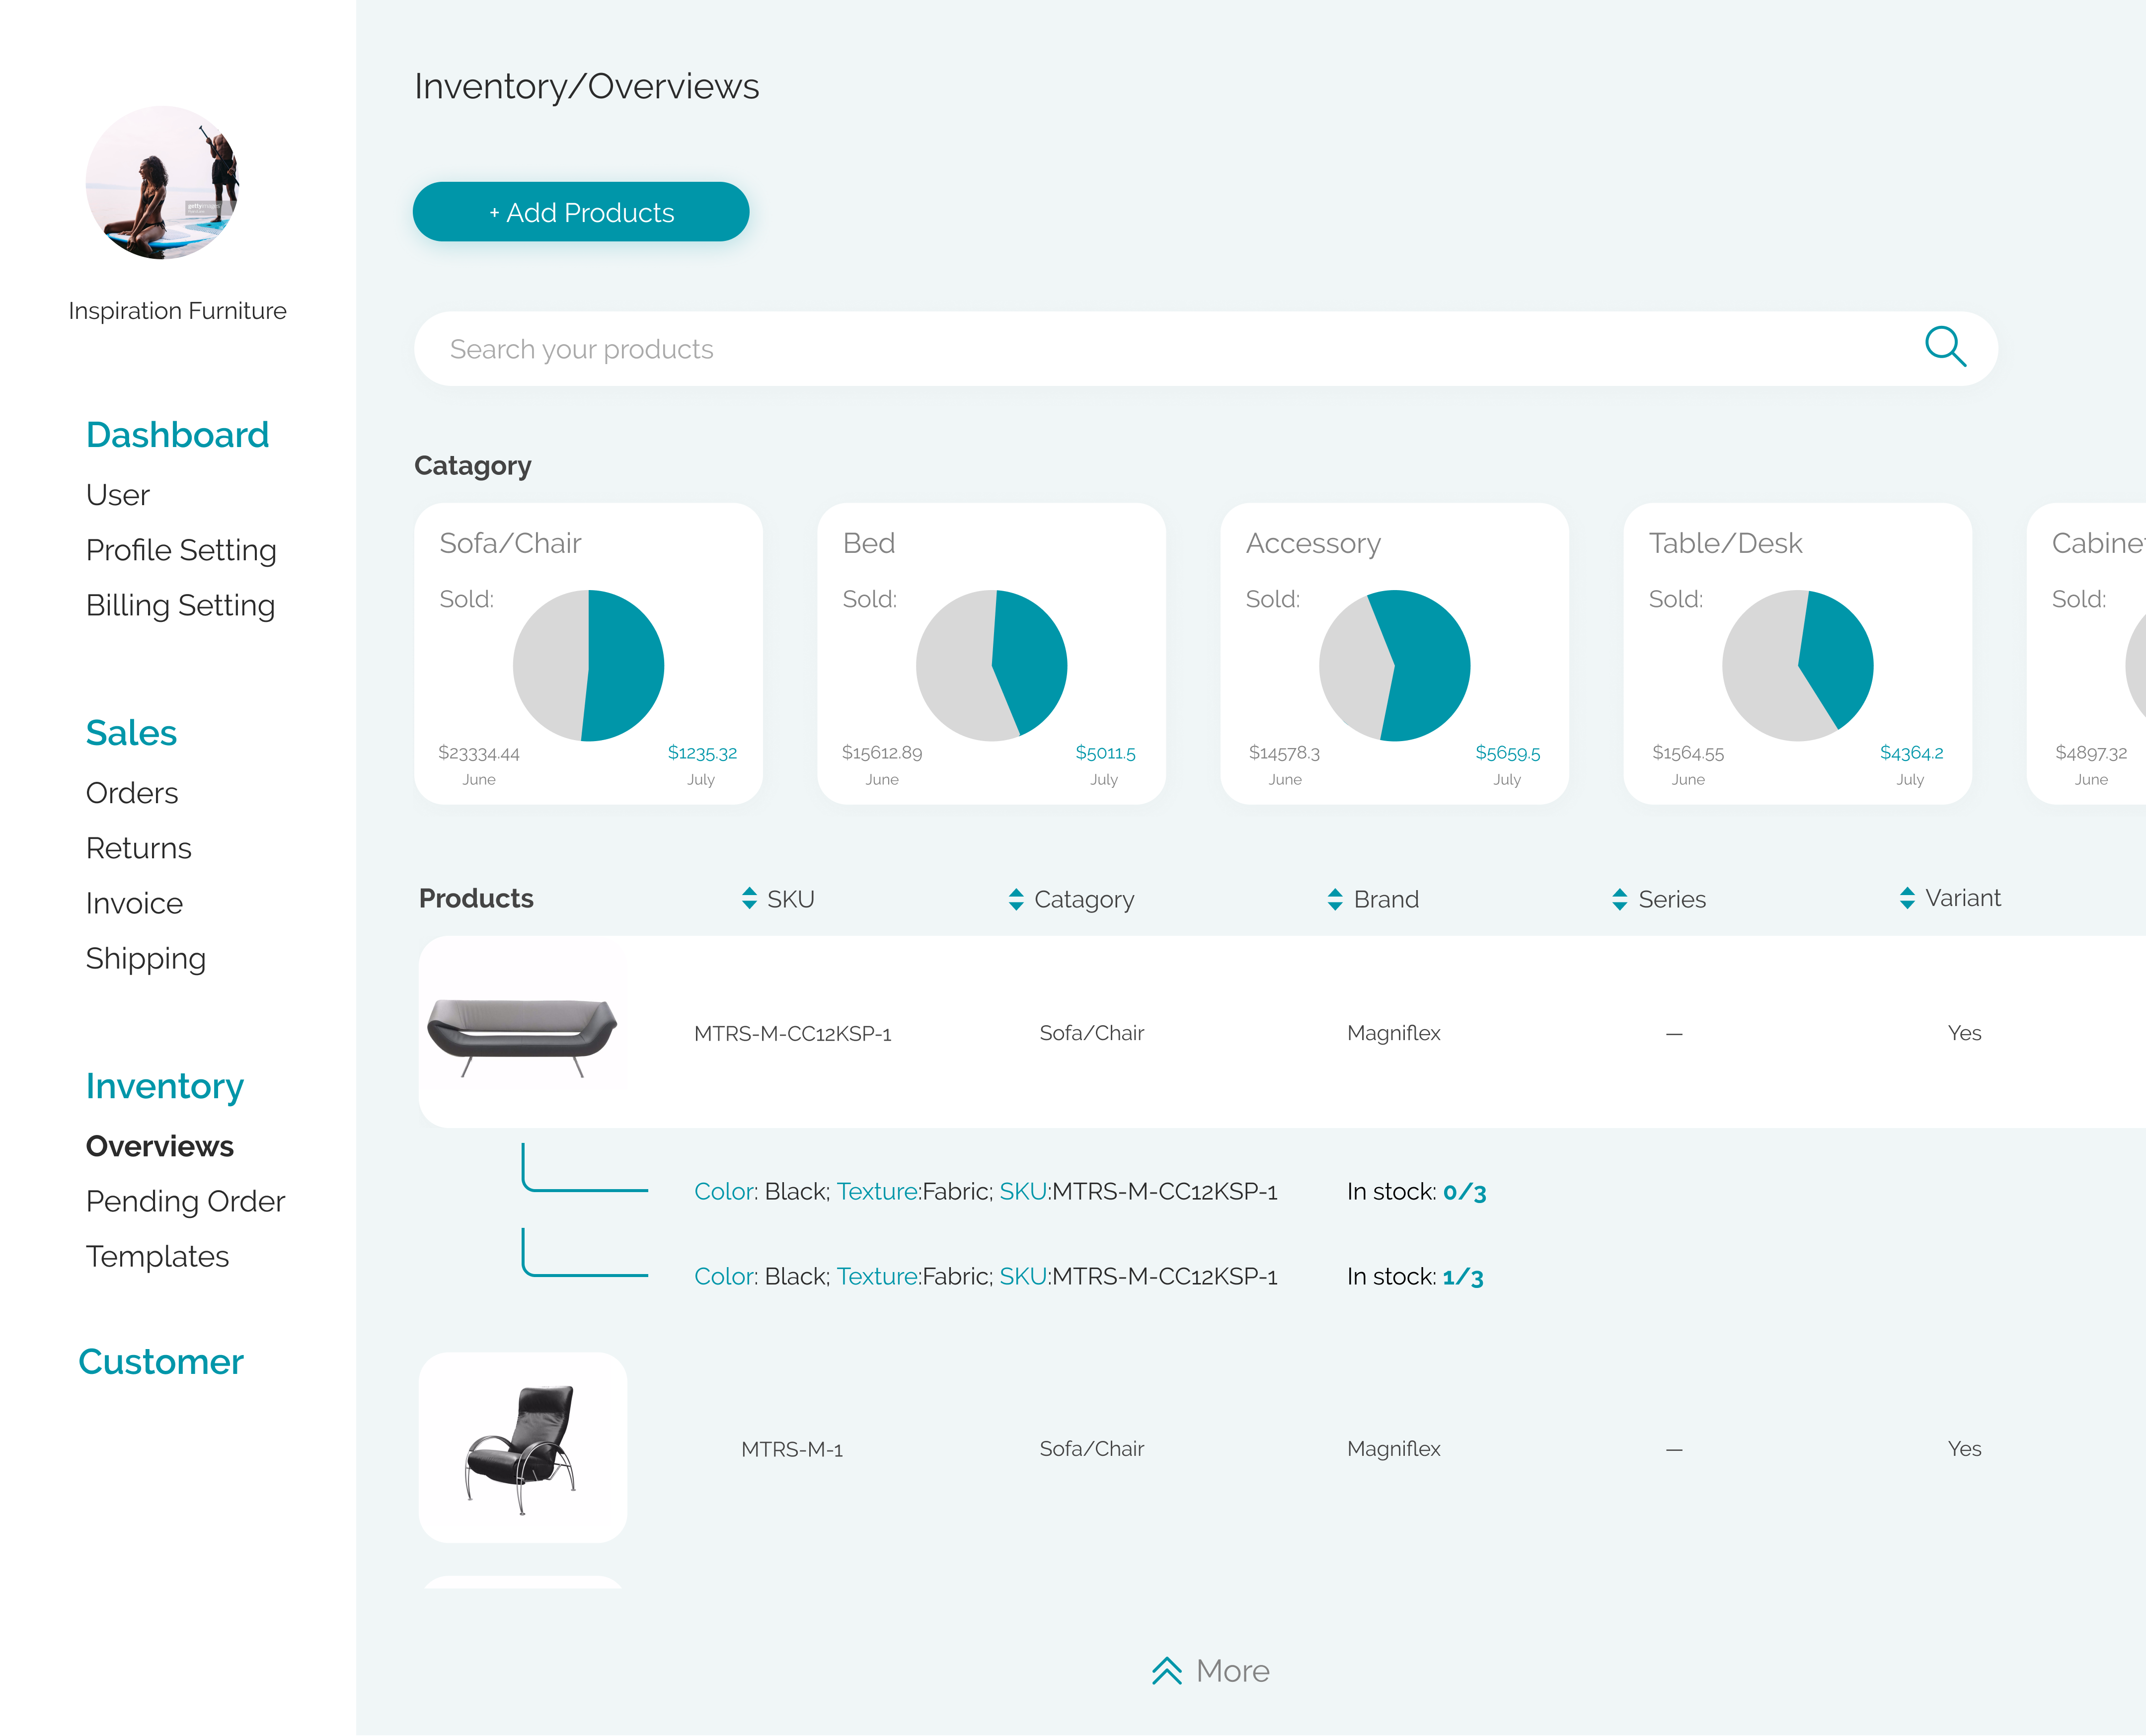 gettyimages
Inspiration Furniture
Dashboard
User
Profile Setting
Billing Setting
Sales
Orders
Returns
Invoice
Shipping
Inventory
Overviews
Pending Order
Templates
Customer
Inventory/Overviews
+ Add Products
Search your products
Catagory
Sofa/Chair
Sold:
$23334.44
June
$1235.32
July
Bed
Sold:
$15612.89
June
$5011.5
July
Accessory
Sold:
$14578.3
June
$5659.5
July
Table/Desk
Sold:
$1564.55
June
$4364.2
July
Cabine
Sold:
$4897.32
June
Products SKU Catagory Brand Series Variant
MTRS-M-CC12KSP-1 Sofa/Chair Magniflex — Yes
Color: Black; Texture:Fabric; SKU:MTRS-M-CC12KSP-1 In stock: 0/3
Color: Black; Texture:Fabric; SKU:MTRS-M-CC12KSP-1 In stock: 1/3
MTRS-M-1 Sofa/Chair Magniflex — Yes
More